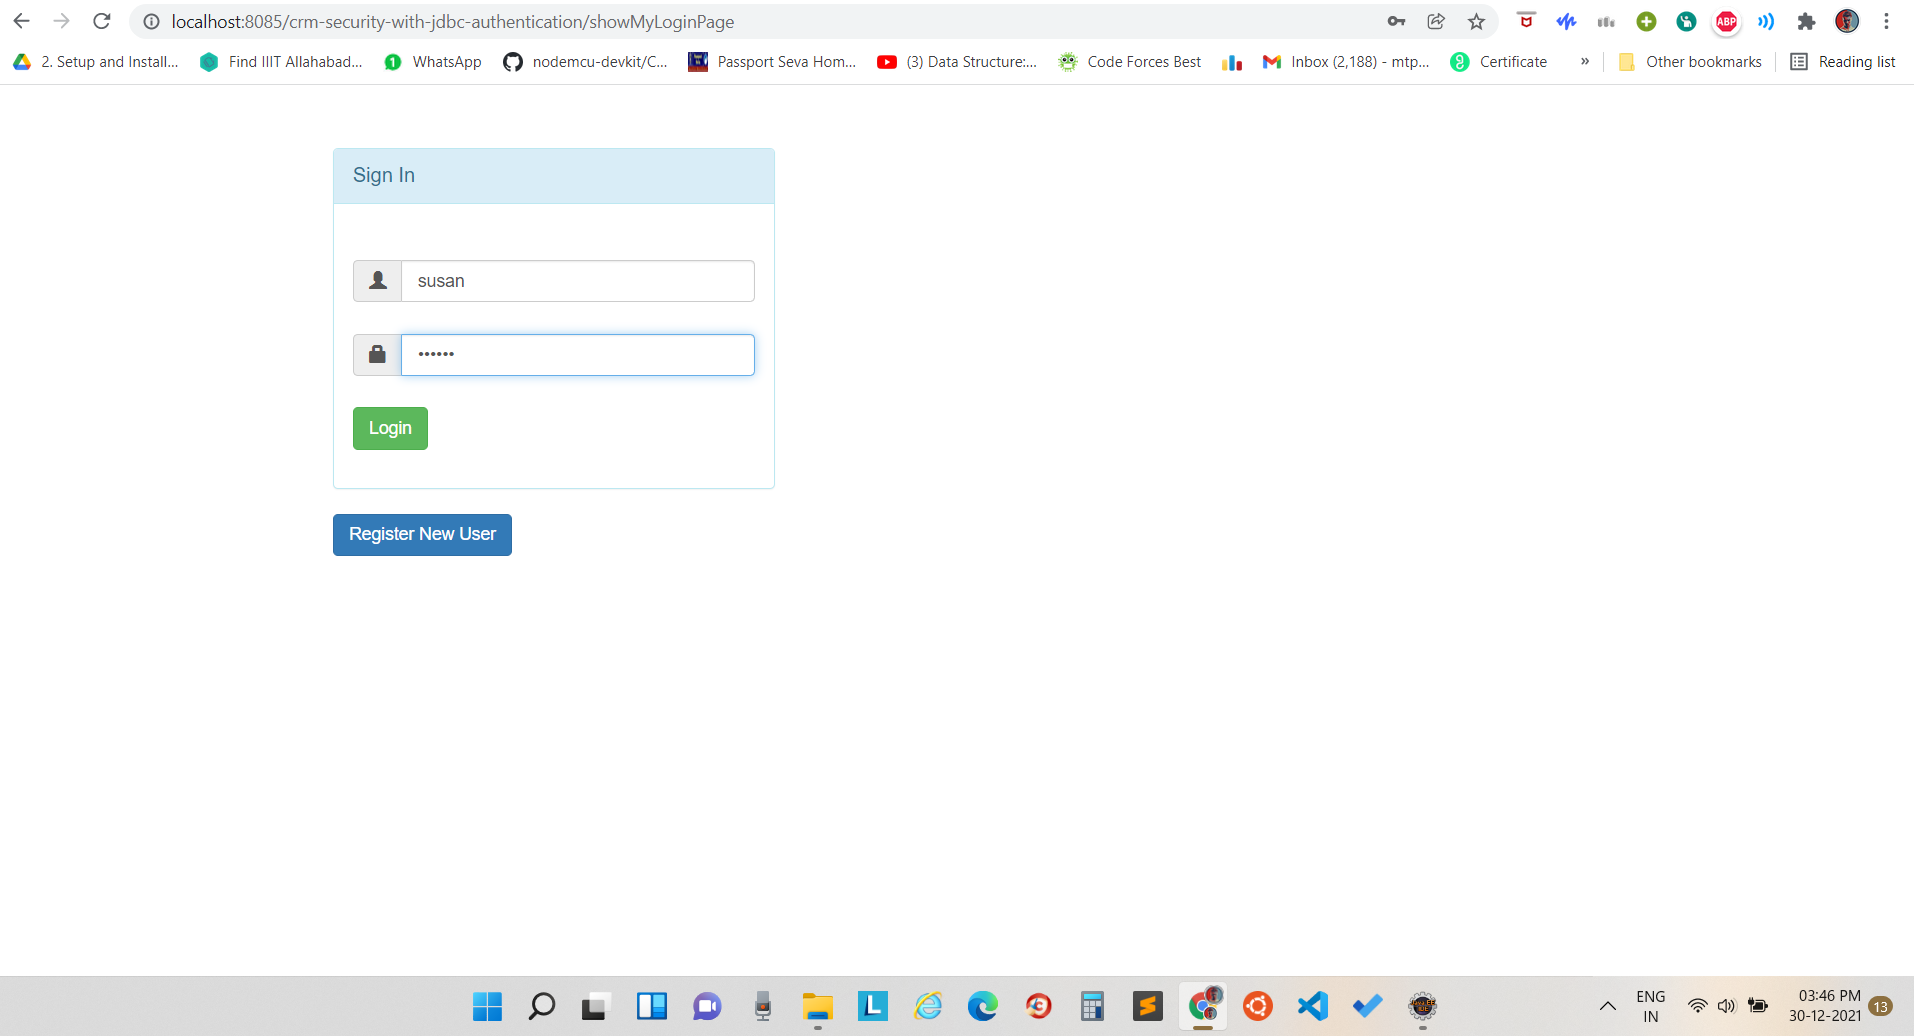 localhost:8085/crm-security-with-jdbc-authentication/showMyLoginPage
ABP
2. Setup and Install...
Find IIIT Allahabad...
1
WhatsApp
nodemcu-devkit/C...
Passport Seva Hom...
(3) Data Structure:...
Code Forces Best
Inbox (2,188) - mtp...
Certificate
»
Other bookmarks
Reading list
Sign In
susan
••••••
Login
Register New User
L
ENG
IN
03:46 PM
30-12-2021
13